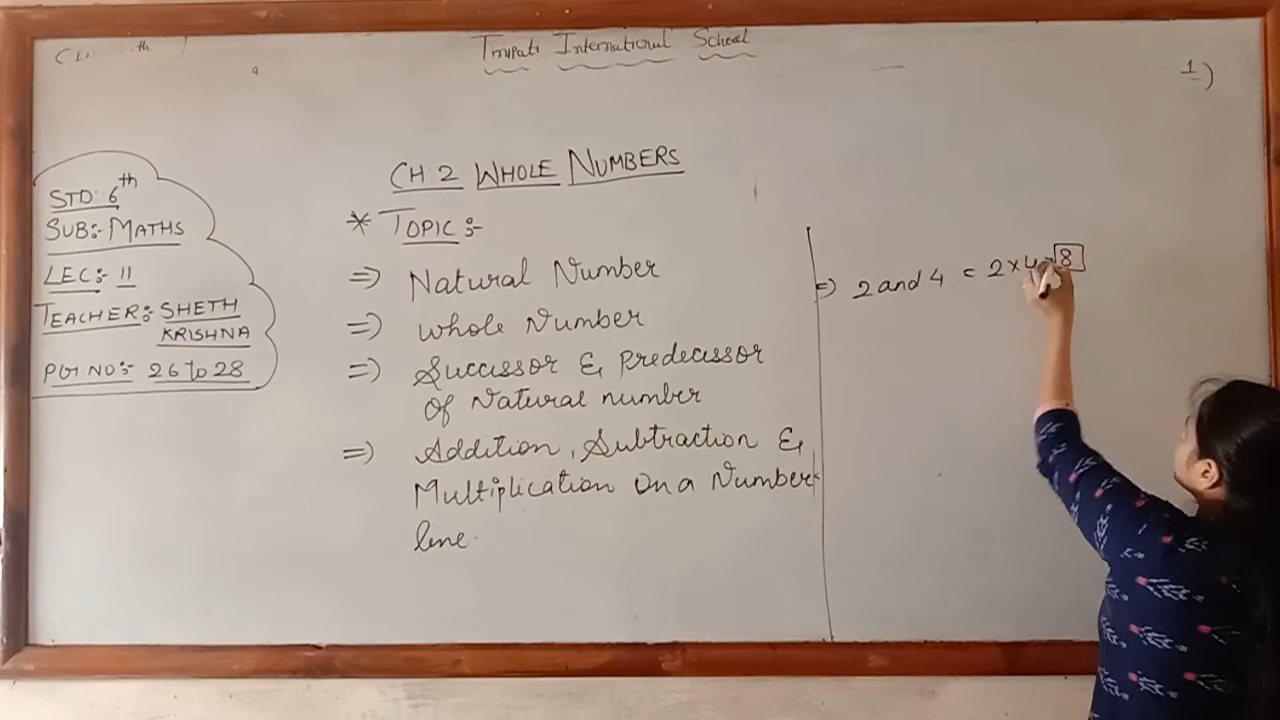 th
Trupati International School
1)
STD: 6th
SUB:- MATHS
LEC:- 11
TEACHER:- SHETH
KRISHNA
PG NO:- 26 to 28
CH 2 WHOLE NUMBERS
* TOPIC :-
=> Natural Number
=> Whole Number
=> Successor & Predecessor
of Natural number
=> Addition, Subtraction &
Multiplication on a Number
line.
=> 2 and 4 = 2×4=8